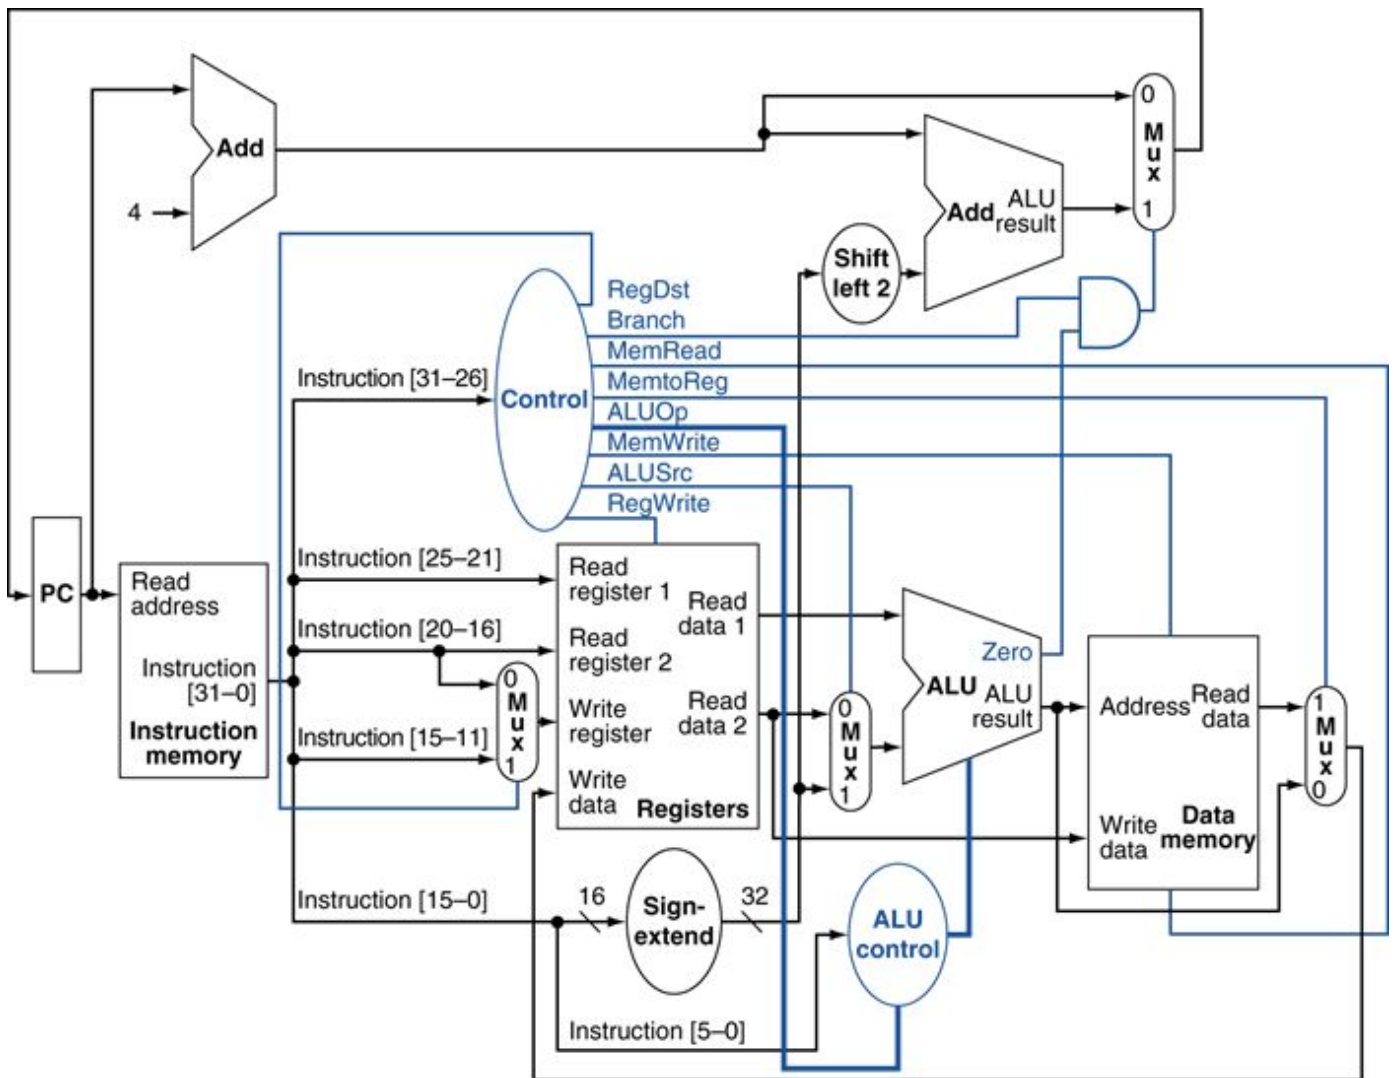 0
M
u
x
1
Add
4
Add
ALU
result
Shift
left 2
RegDst
Branch
MemRead
MemtoReg
ALUOp
MemWrite
ALUSrc
RegWrite
Control
Instruction [31–26]
Instruction [25–21]
Instruction [20–16]
Instruction [15–11]
Instruction [15–0]
Instruction [5–0]
PC
Read
address
Instruction
[31–0]
Instruction
memory
0
M
u
x
1
Read
register 1
Read
register 2
Write
register
Write
data
Read
data 1
Read
data 2
Registers
0
M
u
x
1
Zero
ALU
ALU
result
Address
Read
data
Write
data
Data
memory
1
M
u
x
0
16
Sign-
extend
32
ALU
control